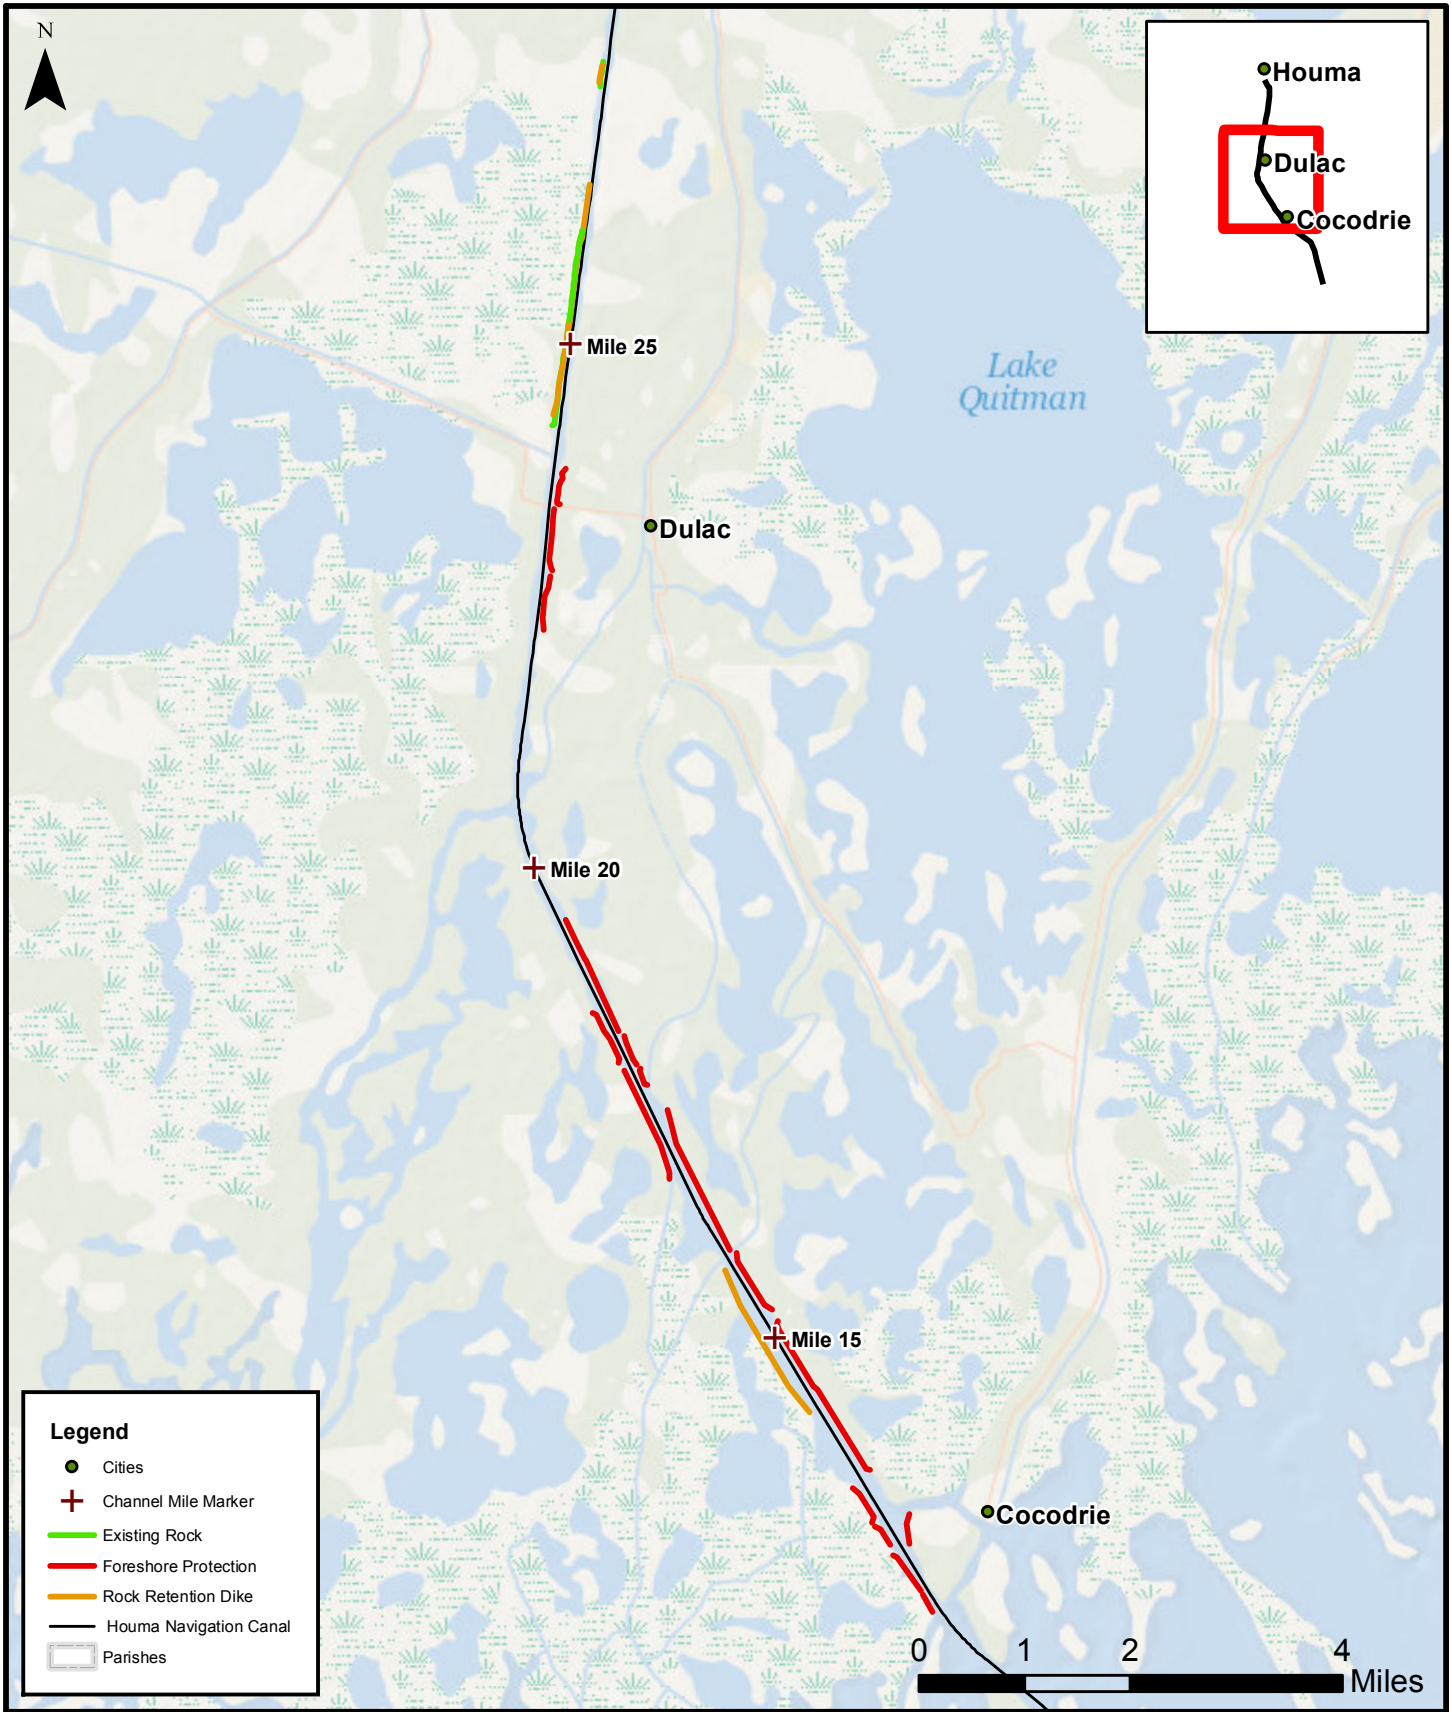 N
Houma
Dulac
Cocodrie
Mile 25
Lake
Quitman
Dulac
Mile 20
Mile 15
Cocodrie
Legend
Cities
Channel Mile Marker
Existing Rock
Foreshore Protection
Rock Retention Dike
Houma Navigation Canal
Parishes
0 1 2 4
Miles